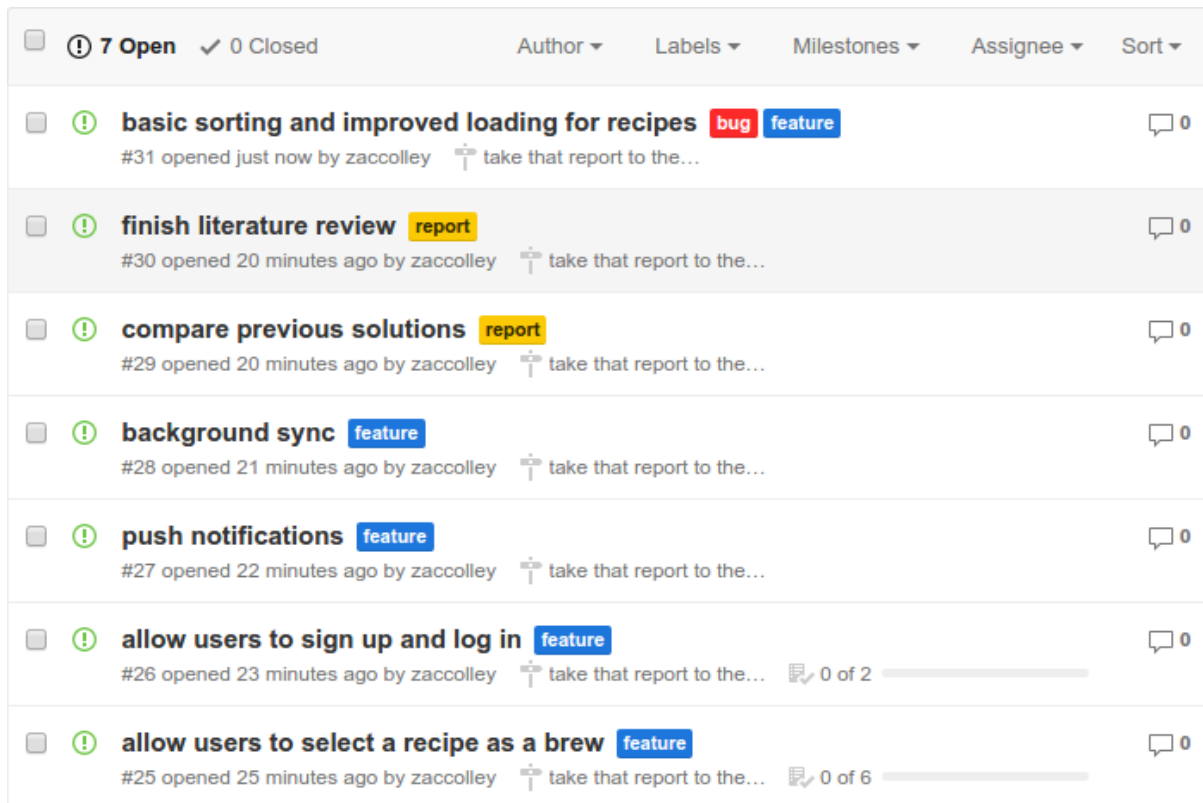 7 Open 0 Closed Author Labels Milestones Assignee Sort
basic sorting and improved loading for recipes bug feature 0
#31 opened just now by zaccolley take that report to the…
finish literature review report 0
#30 opened 20 minutes ago by zaccolley take that report to the…
compare previous solutions report 0
#29 opened 20 minutes ago by zaccolley take that report to the…
background sync feature 0
#28 opened 21 minutes ago by zaccolley take that report to the…
push notifications feature 0
#27 opened 22 minutes ago by zaccolley take that report to the…
allow users to sign up and log in feature 0
#26 opened 23 minutes ago by zaccolley take that report to the… 0 of 2
allow users to select a recipe as a brew feature 0
#25 opened 25 minutes ago by zaccolley take that report to the… 0 of 6